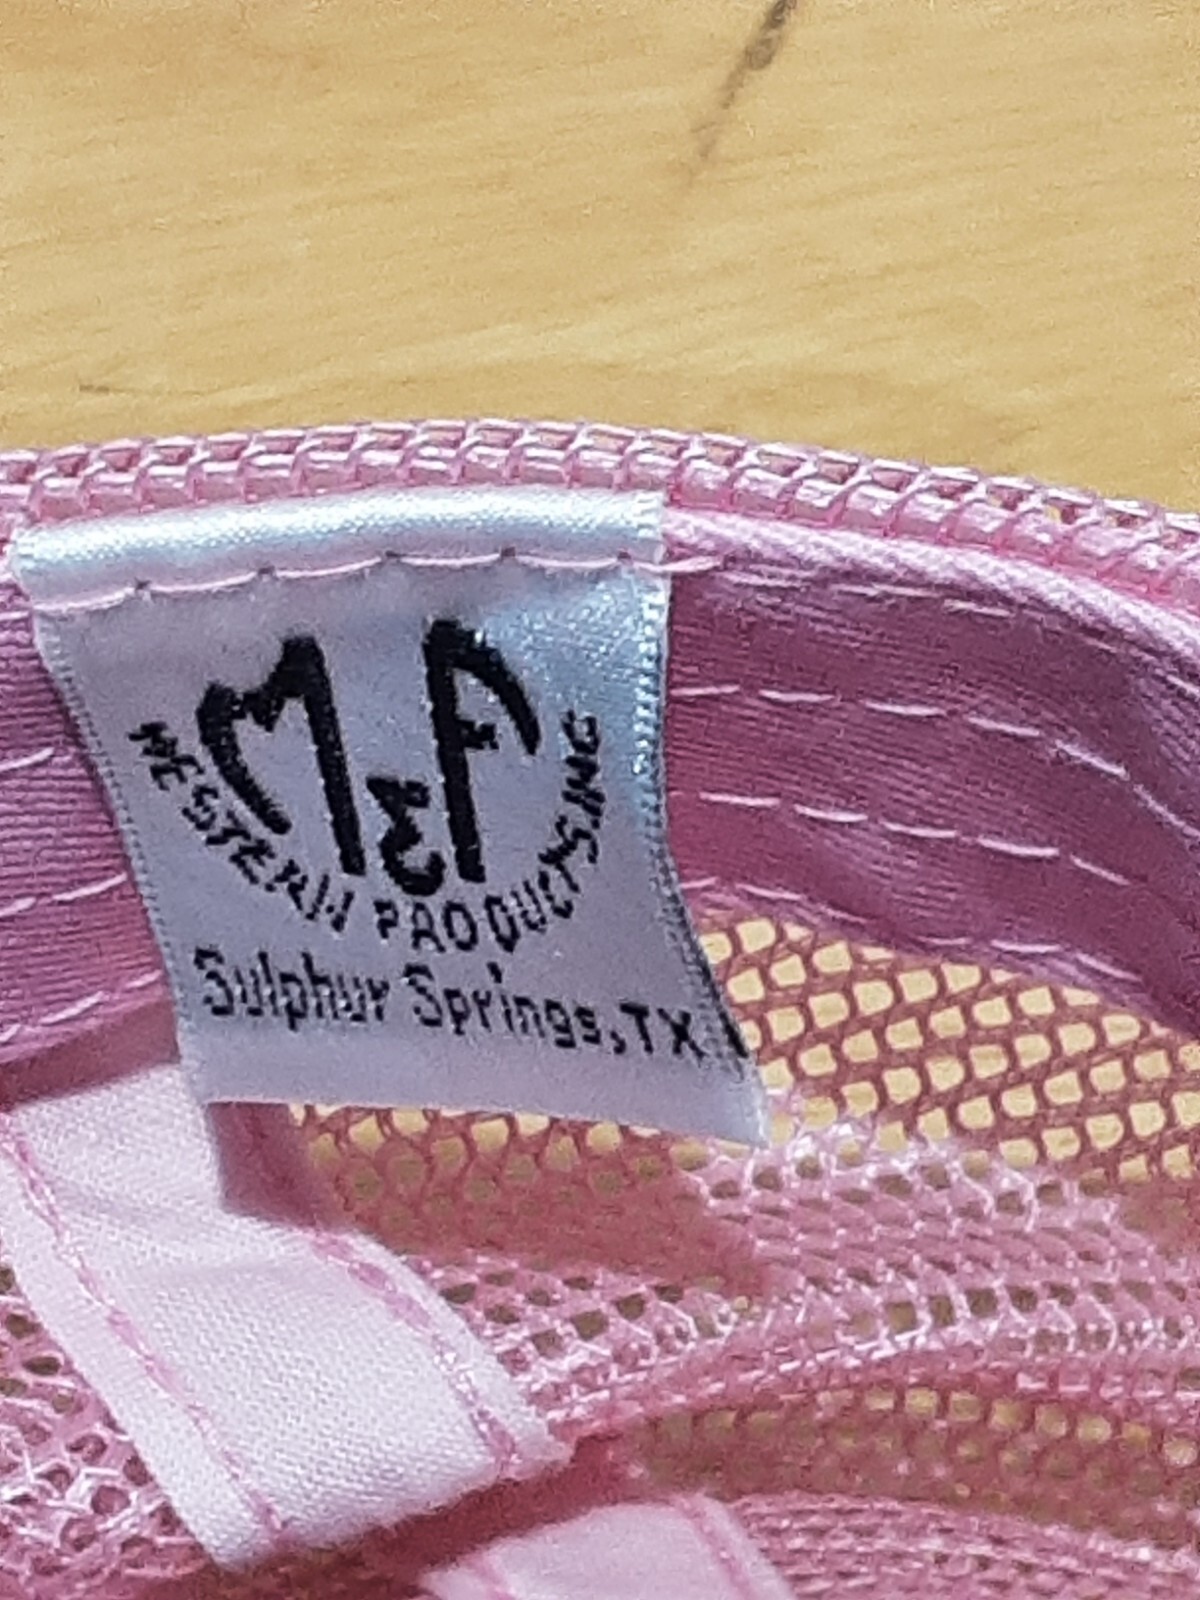 M&F
WESTERN PRODUCTS, INC
Sulphur Springs, TX